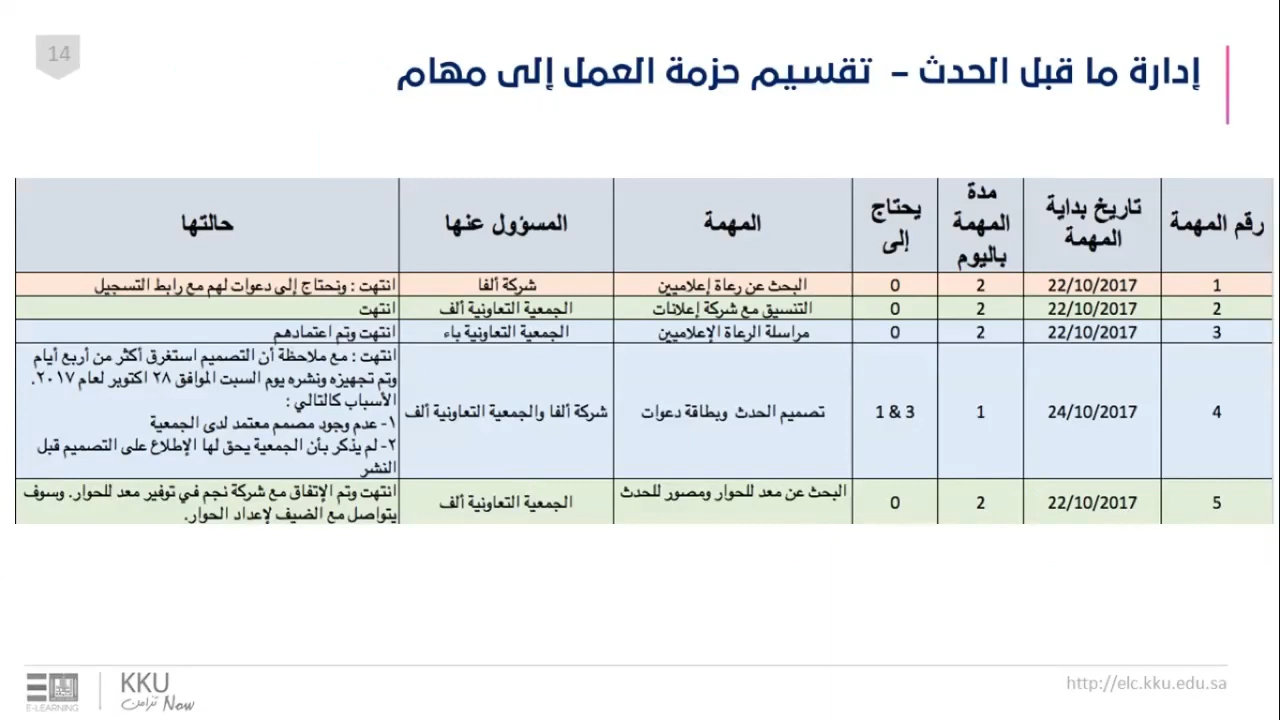 14
إدارة ما قبل الحدث – تقسيم حزمة العمل إلى مهام
رقم المهمة
تاريخ بداية
المهمة
مدة
المهمة
باليوم
يحتاج
إلى
المهمة
المسؤول عنها
حالتها
1
22/10/2017
2
0
البحث عن رعاة إعلاميين
شركة ألفا
انتهت : ونحتاج إلى دعوات لهم مع رابط التسجيل
2
22/10/2017
2
0
التنسيق مع شركة إعلانات
الجمعية التعاونية ألف
انتهت
3
22/10/2017
2
0
مراسلة الرعاة الإعلاميين
الجمعية التعاونية باء
انتهت وتم اعتمادهم
4
24/10/2017
1
1 & 3
تصميم الحدث وبطاقة دعوات
شركة ألفا والجمعية التعاونية ألف
انتهت : مع ملاحظة أن التصميم استغرق أكثر من أربع أيام
وتم تجهيزه ونشره يوم السبت الموافق ٢٨ اكتوبر لعام ٢٠١٧.
الأسباب كالتالي :
١- عدم وجود مصمم معتمد لدى الجمعية
٢- لم يذكر بأن الجمعية يحق لها الإطلاع على التصميم قبل
النشر
5
22/10/2017
2
0
البحث عن معد للحوار ومصور للحدث
الجمعية التعاونية ألف
انتهت وتم الإتفاق مع شركة نجم في توفير معد للحوار. وسوف
يتواصل مع الضيف لإعداد الحوار.
E-LEARNING
KKU
تزامن Now
http://elc.kku.edu.sa